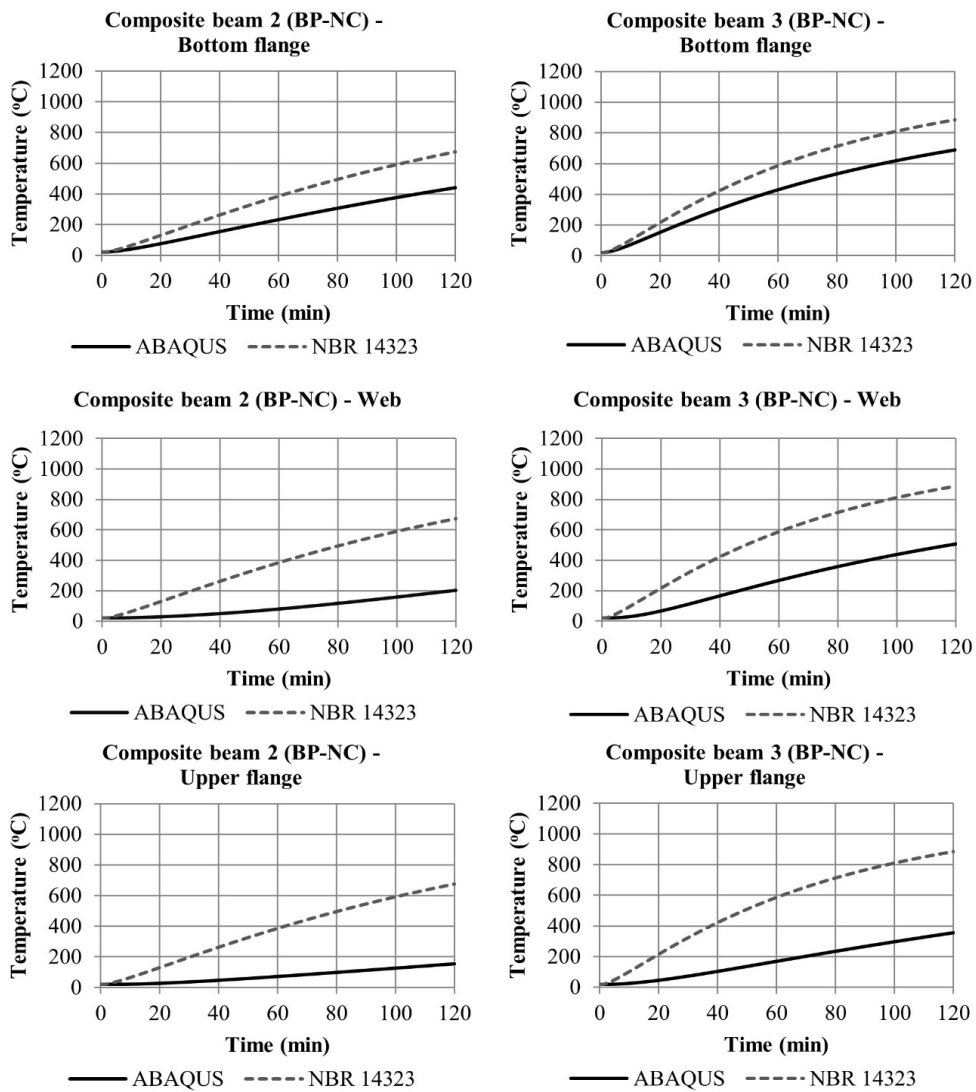 Composite beam 2 (BP-NC) -
Bottom flange
1200
1000
800
600
400
200
0
Temperature (ºC)
0 20 40 60 80 100 120
Time (min)
ABAQUS NBR 14323
Composite beam 3 (BP-NC) -
Bottom flange
1200
1000
800
600
400
200
0
Temperature (ºC)
0 20 40 60 80 100 120
Time (min)
ABAQUS NBR 14323
Composite beam 2 (BP-NC) - Web
1200
1000
800
600
400
200
0
Temperature (ºC)
0 20 40 60 80 100 120
Time (min)
ABAQUS NBR 14323
Composite beam 3 (BP-NC) - Web
1200
1000
800
600
400
200
0
Temperature (ºC)
0 20 40 60 80 100 120
Time (min)
ABAQUS NBR 14323
Composite beam 2 (BP-NC) -
Upper flange
1200
1000
800
600
400
200
0
Temperature (ºC)
0 20 40 60 80 100 120
Time (min)
ABAQUS NBR 14323
Composite beam 3 (BP-NC) -
Upper flange
1200
1000
800
600
400
200
0
Temperature (ºC)
0 20 40 60 80 100 120
Time (min)
ABAQUS NBR 14323